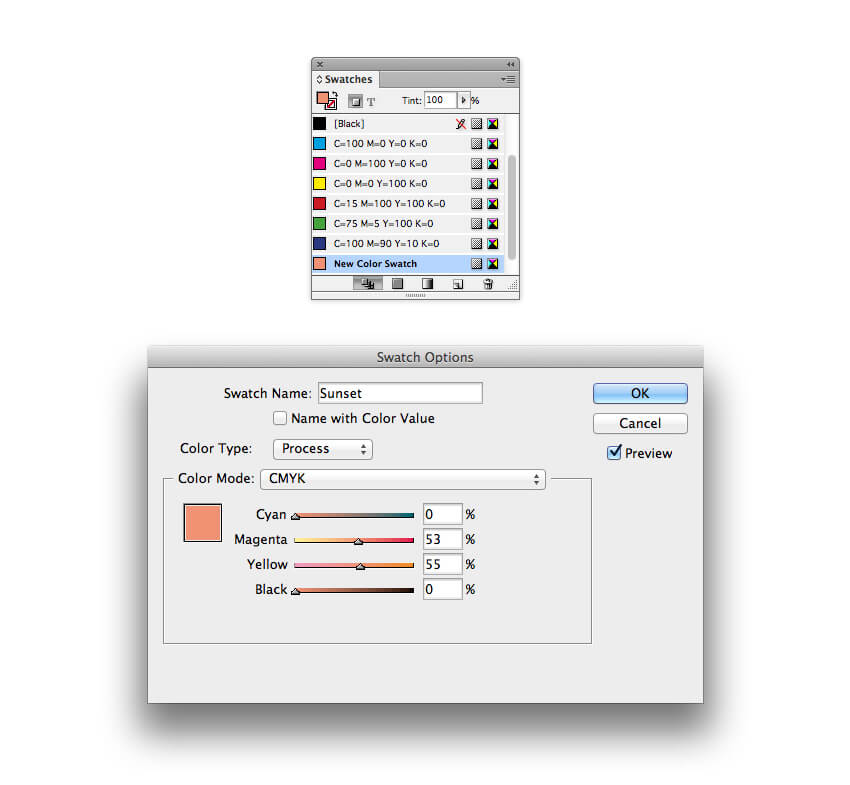 Swatches
T Tint: 100 %
[Black]
C=100 M=0 Y=0 K=0
C=0 M=100 Y=0 K=0
C=0 M=0 Y=100 K=0
C=15 M=100 Y=100 K=0
C=75 M=5 Y=100 K=0
C=100 M=90 Y=10 K=0
New Color Swatch
Swatch Options
Swatch Name: Sunset
OK
Name with Color Value
Cancel
Color Type: Process
Preview
Color Mode: CMYK
Cyan 0 %
Magenta 53 %
Yellow 55 %
Black 0 %